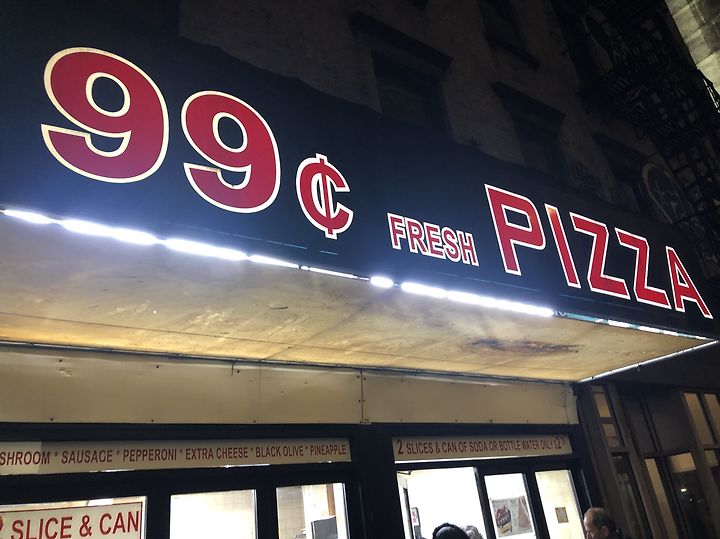 99¢ FRESH PIZZA
SHROOM * SAUSAGE * PEPPERONI * EXTRA CHEESE * BLACK OLIVE * PINEAPPLE
2 SLICES & CAN OF SODA OR BOTTLE WATER ONLY
SLICE & CAN